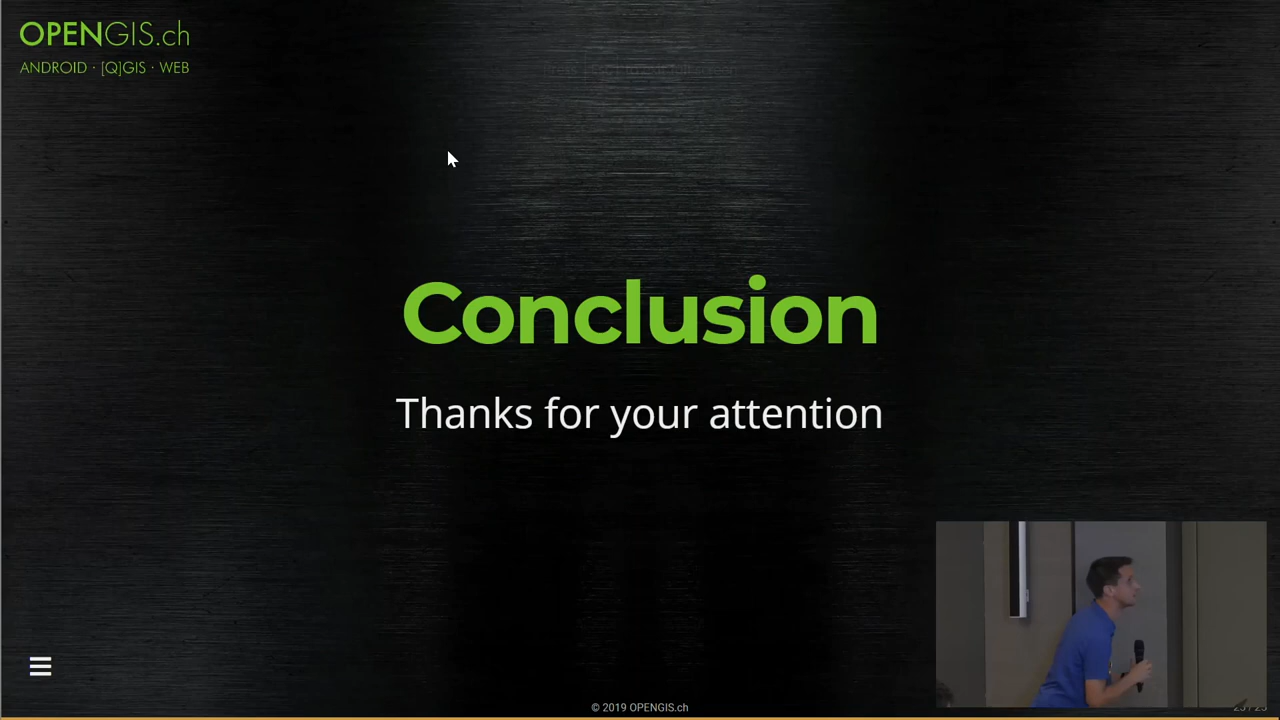 OPENGIS.ch
ANDROID · [Q]GIS · WEB
Conclusion
Thanks for your attention
© 2019 OPENGIS.ch